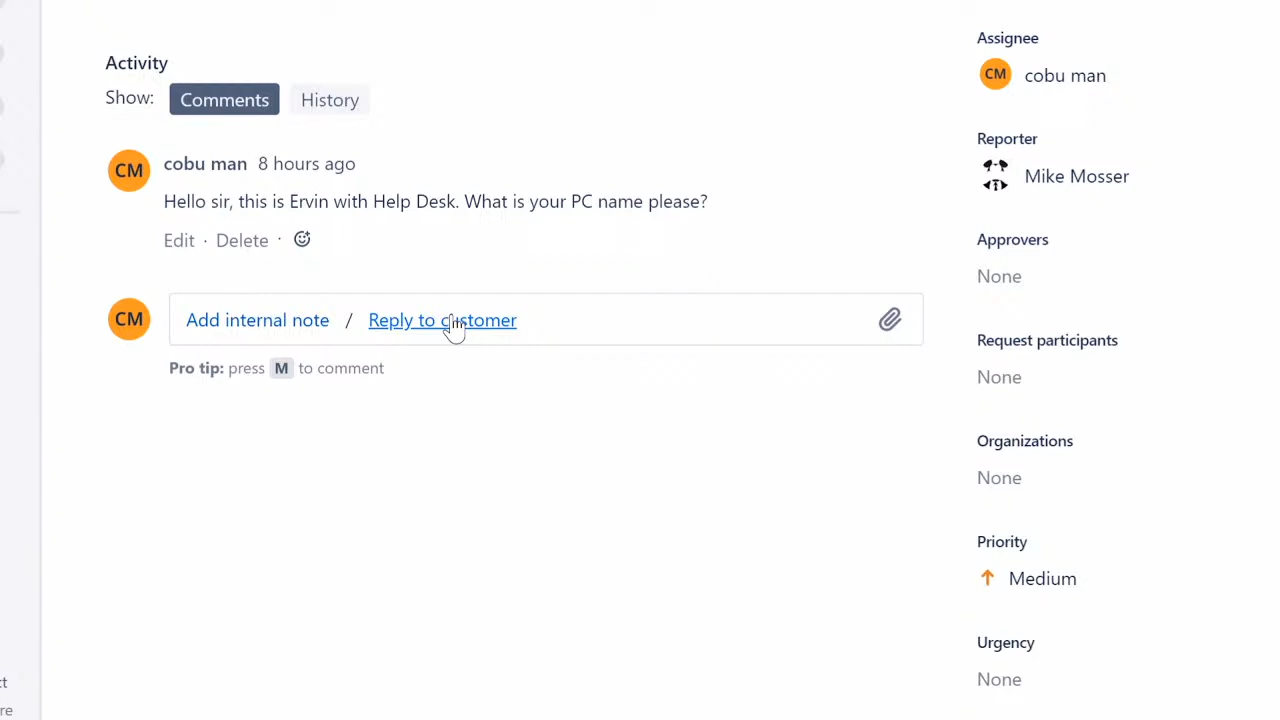 Activity
Show: Comments History
CM cobu man 8 hours ago
Hello sir, this is Ervin with Help Desk. What is your PC name please?
Edit · Delete ·
CM Add internal note / Reply to customer
Pro tip: press M to comment
Assignee
CM cobu man
Reporter
Mike Mosser
Approvers
None
Request participants
None
Organizations
None
Priority
Medium
Urgency
None
ct
re